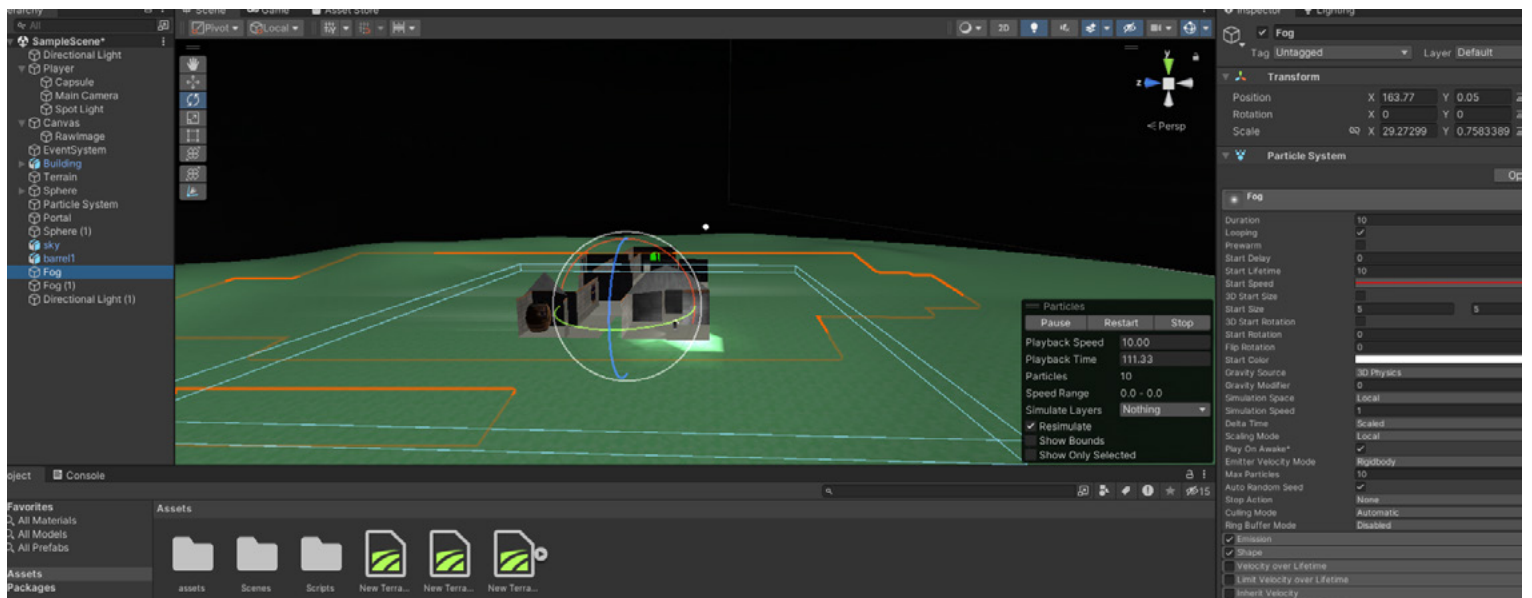 erarchy
Scene
Game
Asset Store
Inspector
Lighting
All
Pivot
Local
2D
SampleScene*
Directional Light
Player
Capsule
Main Camera
Spot Light
Canvas
RawImage
EventSystem
Building
Terrain
Sphere
Particle System
Portal
Sphere (1)
sky
barrel1
Fog
Fog (1)
Directional Light (1)
y
z
Persp
Particles
Pause Restart Stop
Playback Speed 10.00
Playback Time 111.33
Particles 10
Speed Range 0.0 - 0.0
Simulate Layers Nothing
Resimulate
Show Bounds
Show Only Selected
Fog
Tag Untagged Layer Default
Transform
Position X 163.77 Y 0.05
Rotation X 0 Y 0
Scale X 29.27299 Y 0.7583389
Particle System
Op
Fog
Duration 10
Looping
Prewarm
Start Delay 0
Start Lifetime 10
Start Speed
3D Start Size
Start Size 5 5
3D Start Rotation
Start Rotation 0
Flip Rotation 0
Start Color
Gravity Source 3D Physics
Gravity Modifier 0
Simulation Space Local
Simulation Speed 1
Delta Time Scaled
Scaling Mode Local
Play On Awake*
Emitter Velocity Mode Rigidbody
Max Particles 10
Auto Random Seed
Stop Action None
Culling Mode Automatic
Ring Buffer Mode Disabled
Emission
Shape
Velocity over Lifetime
Limit Velocity over Lifetime
Inherit Velocity
oject Console
15
Favorites
All Materials
All Models
All Prefabs
Assets
Packages
Assets
assets
Scenes
Scripts
New Terra...
New Terra...
New Terra...